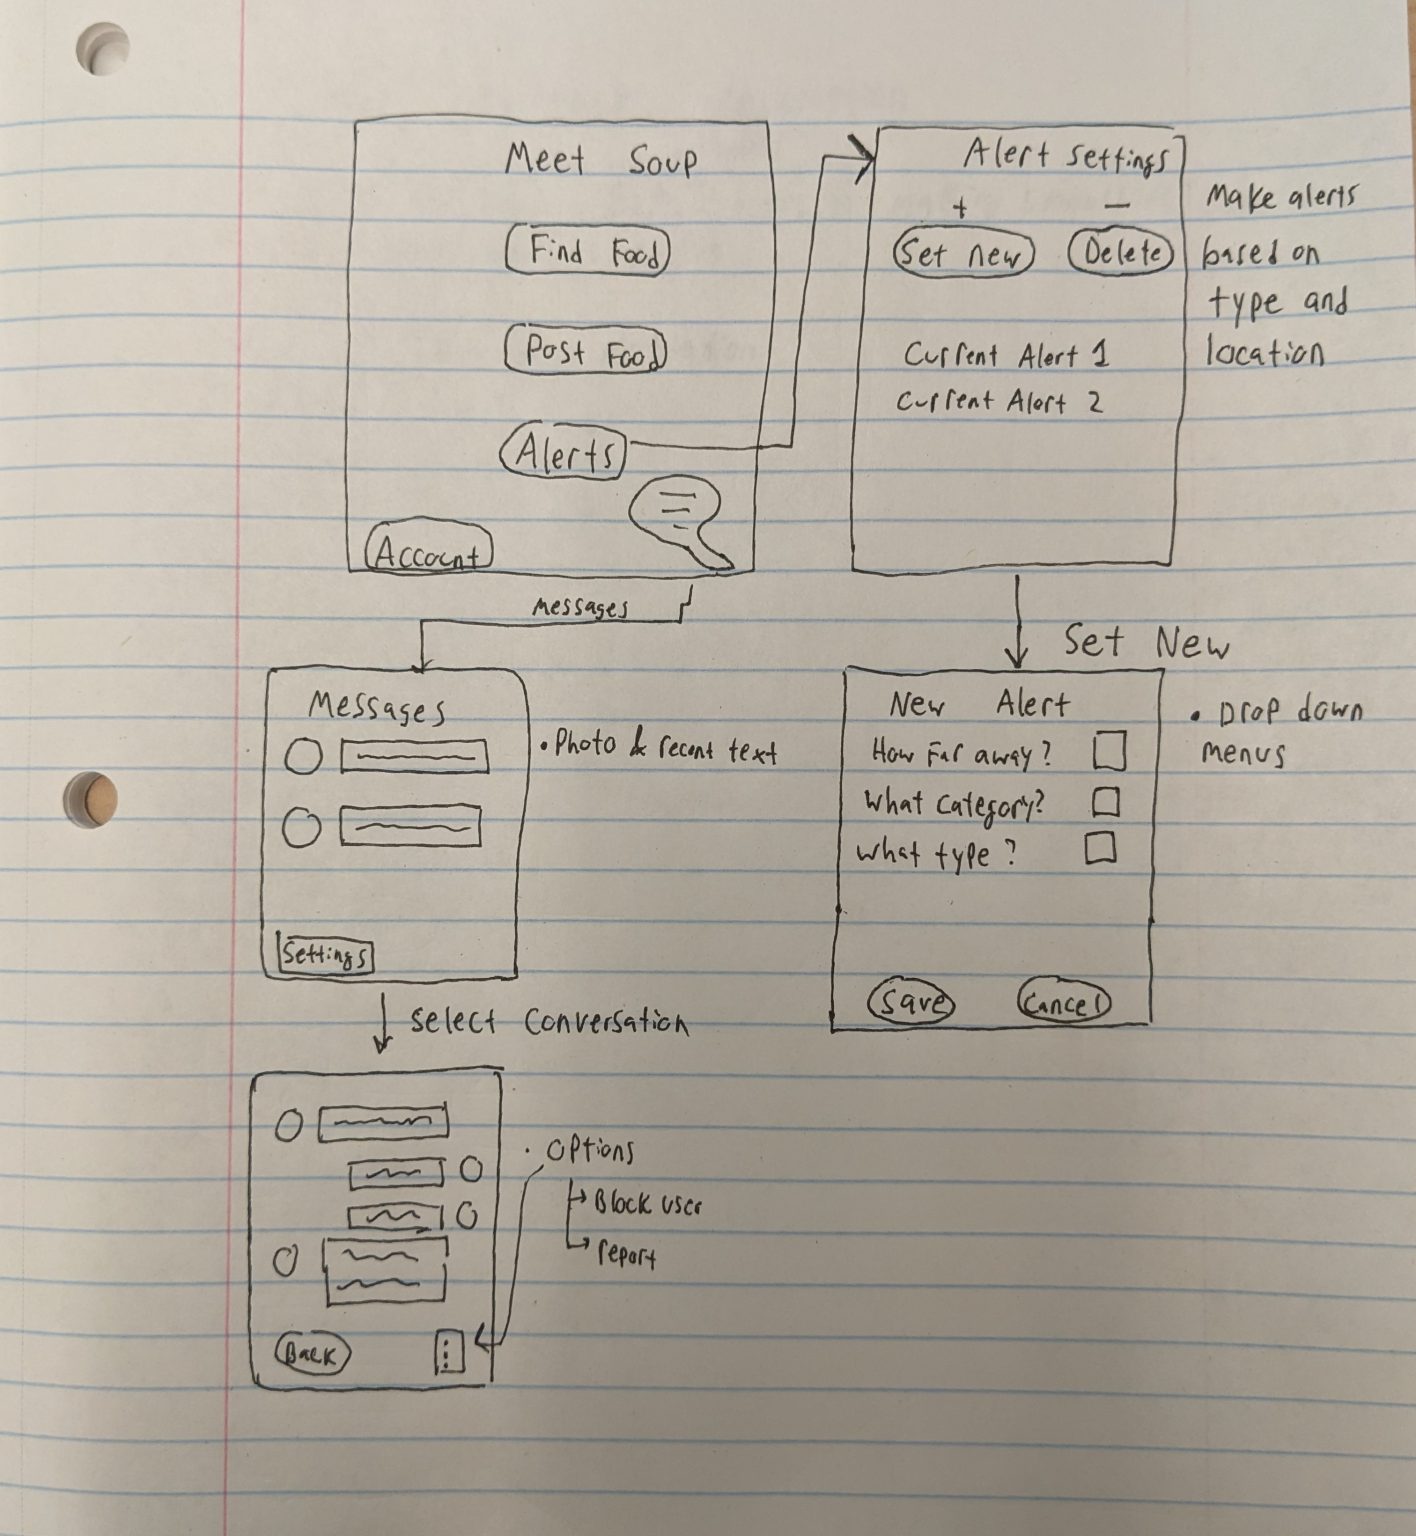 Meet Soup
Find Food
Post Food
Alerts
Account
Alert settings
+ −
Set new Delete
Current Alert 1
Current Alert 2
Make alerts
based on
type and
location
Messages
Messages
• Photo & recent text
Settings
Set New
New Alert
How far away?
What category?
What type?
Save Cancel
• Drop down
menus
Select Conversation
Back
• Options
Block user
report